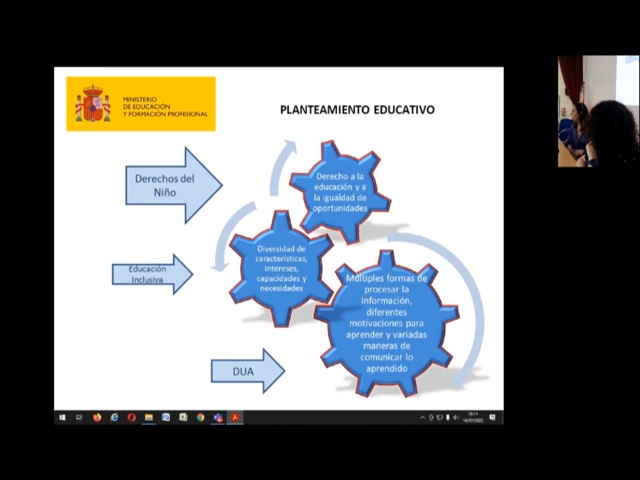 MINISTERIO
DE EDUCACIÓN
Y FORMACIÓN PROFESIONAL
PLANTEAMIENTO EDUCATIVO
Derechos del
Niño
Derecho a la
educación y a
la igualdad de
oportunidades
Diversidad de
características,
intereses,
capacidades y
necesidades
Educación
Inclusiva
Múltiples formas de
procesar la
información,
diferentes
motivaciones para
aprender y variadas
maneras de
comunicar lo
aprendido
DUA